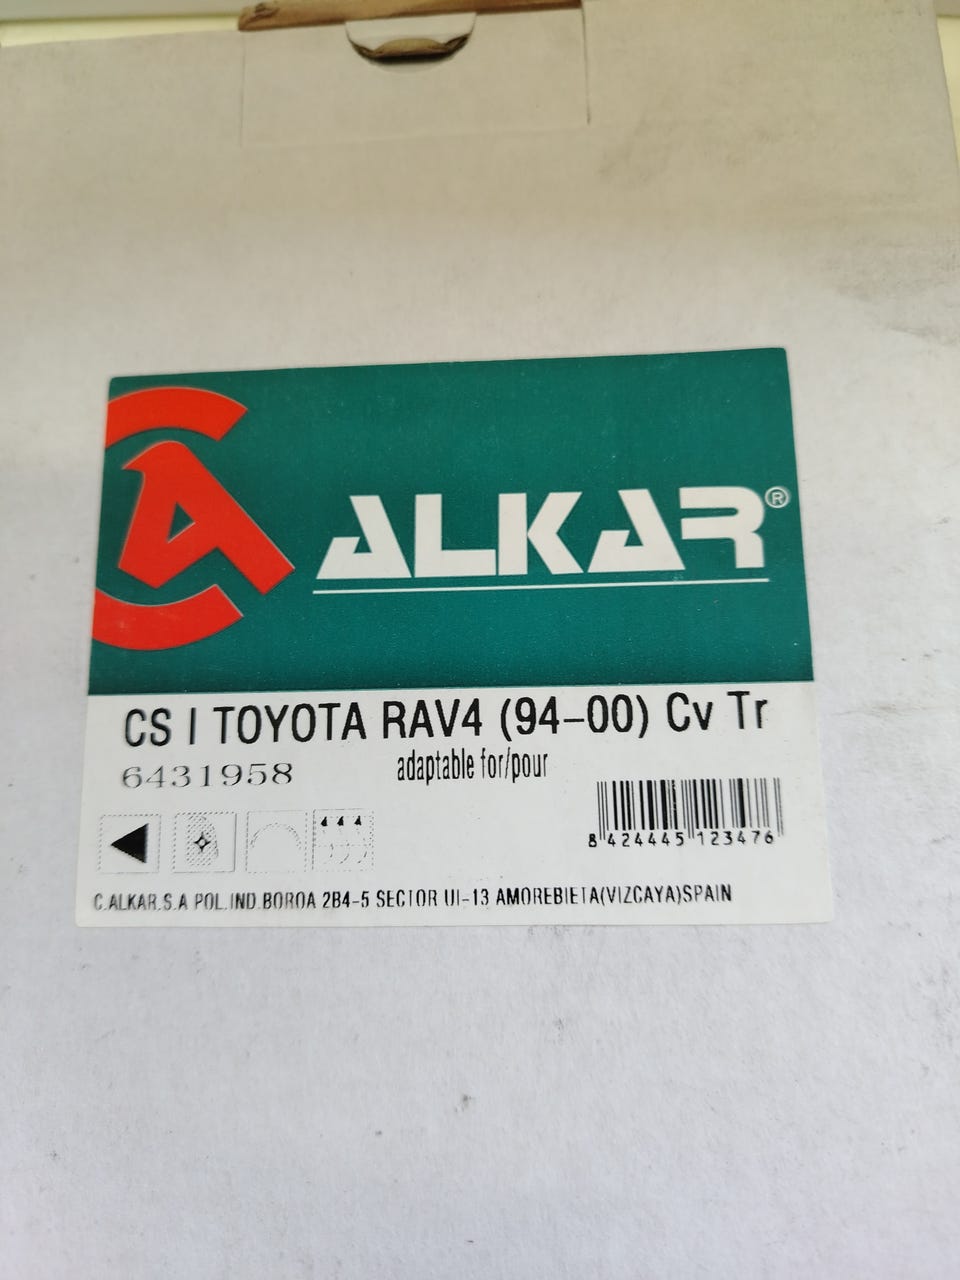 ALKAR®
CS I TOYOTA RAV4 (94-00) Cv Tr
6431958
adaptable for/pour
8 424445 123476
C.ALKAR.S.A POL.IND.BOROA 2B4-5 SECTOR UI-13 AMOREBIETA(VIZCAYA)SPAIN